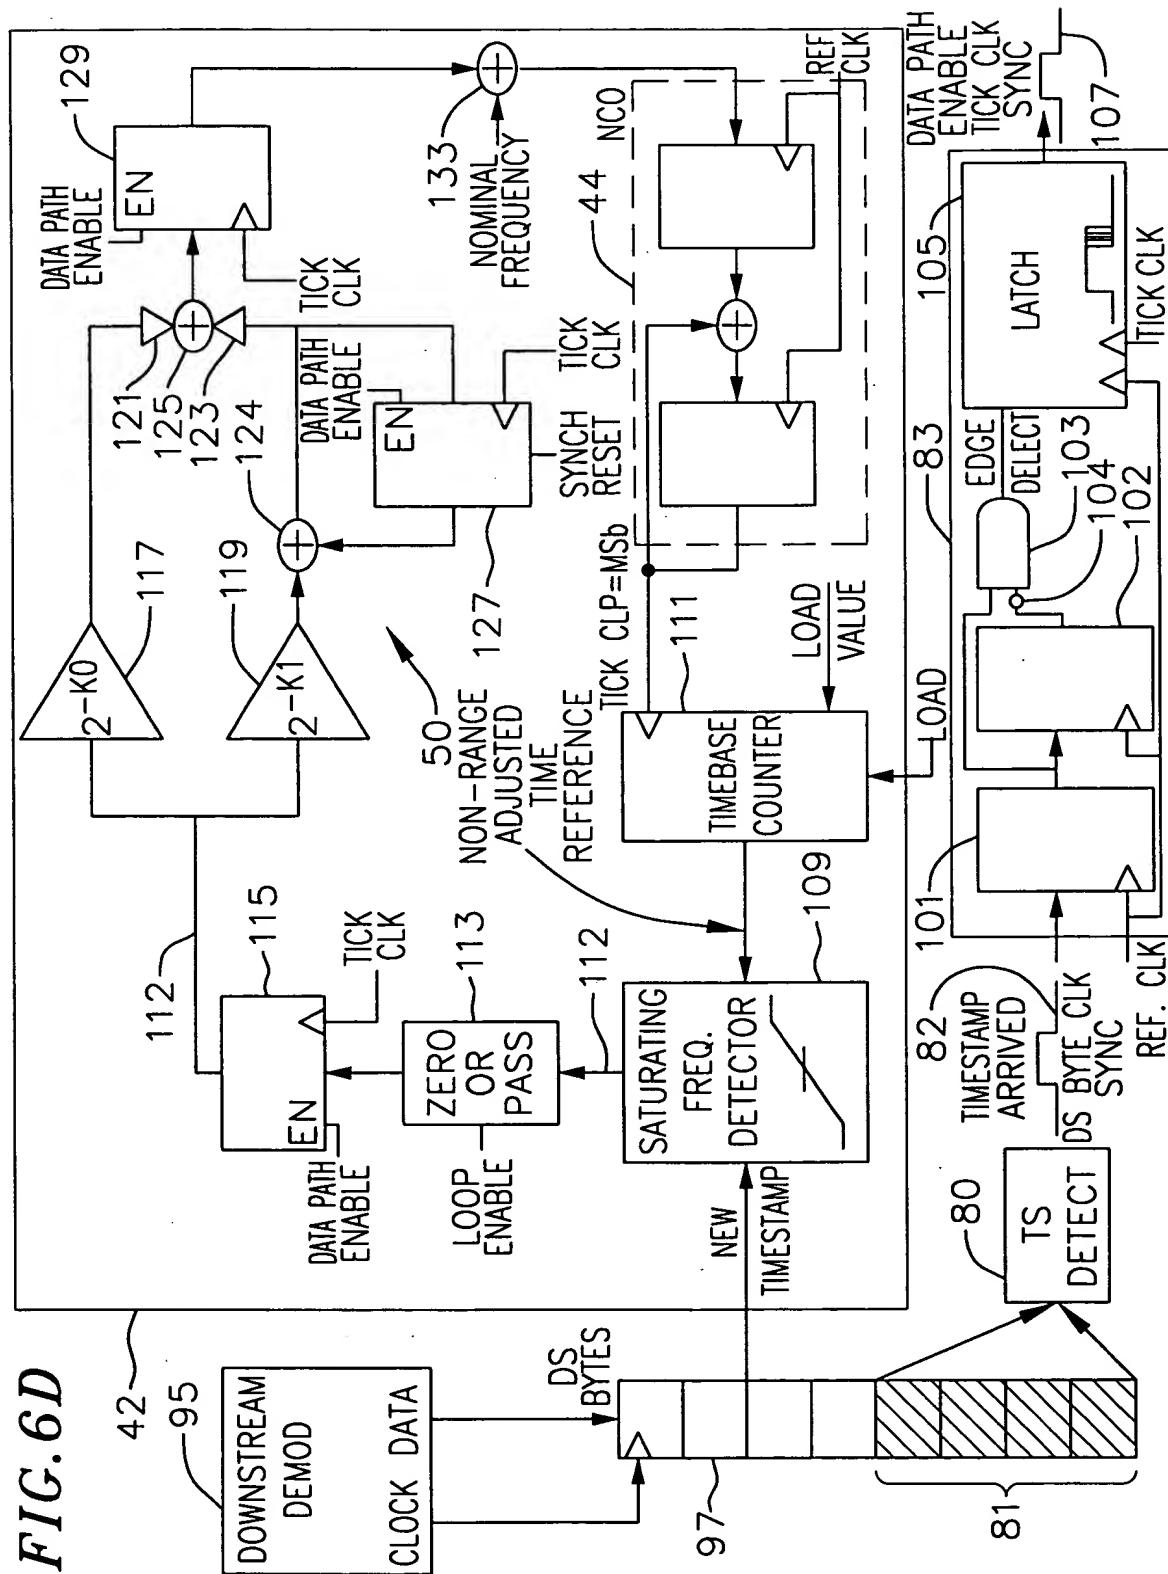 FIG. 6D
42
95
DOWNSTREAM
DEMOD
CLOCK DATA
DS
BYTES
97
81
80
TS
DETECT
NEW
TIMESTAMP
SATURATING
FREQ.
DETECTOR
109
112
ZERO
OR
PASS
113
LOOP
ENABLE
115
EN
DATA PATH
ENABLE
TICK
CLK
112
2-K0
117
2-K1
119
121
125
123
124
DATA PATH
ENABLE
EN
129
TICK
CLK
DATA PATH
ENABLE
EN
127
TICK
CLK
SYNCH
RESET
133
NOMINAL
FREQUENCY
44
NCO
REF
CLK
50
NON-RANGE
ADJUSTED
TIME
REFERENCE
TICK CLP=MSb
111
TIMEBASE
COUNTER
LOAD
VALUE
LOAD
83
82
TIMESTAMP
ARRIVED
DS BYTE CLK
SYNC
REF. CLK
101
102
104
103
EDGE
DELECT
105
LATCH
TICK CLK
DATA PATH
ENABLE
TICK CLK
SYNC
107